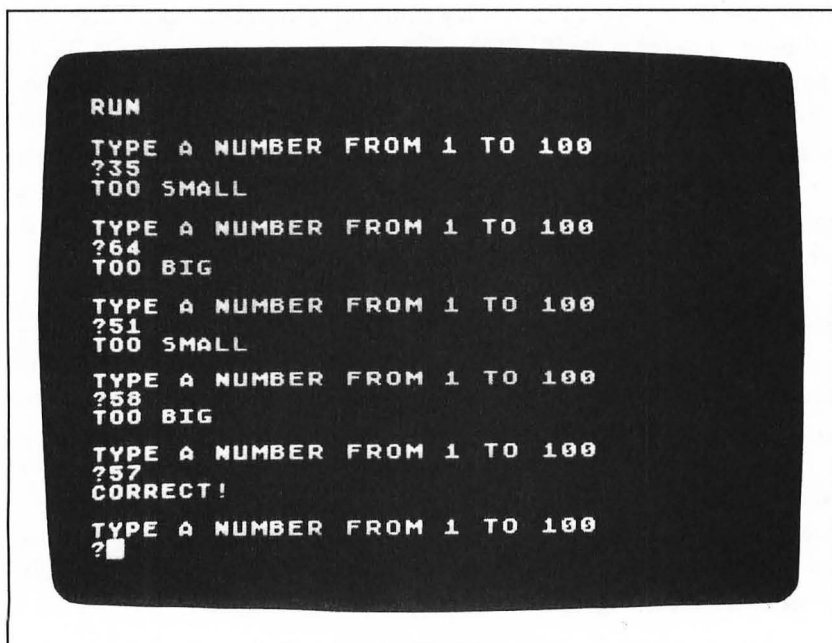 RUN
TYPE A NUMBER FROM 1 TO 100
?35
TOO SMALL
TYPE A NUMBER FROM 1 TO 100
?64
TOO BIG
TYPE A NUMBER FROM 1 TO 100
?51
TOO SMALL
TYPE A NUMBER FROM 1 TO 100
?58
TOO BIG
TYPE A NUMBER FROM 1 TO 100
?57
CORRECT!
TYPE A NUMBER FROM 1 TO 100
?